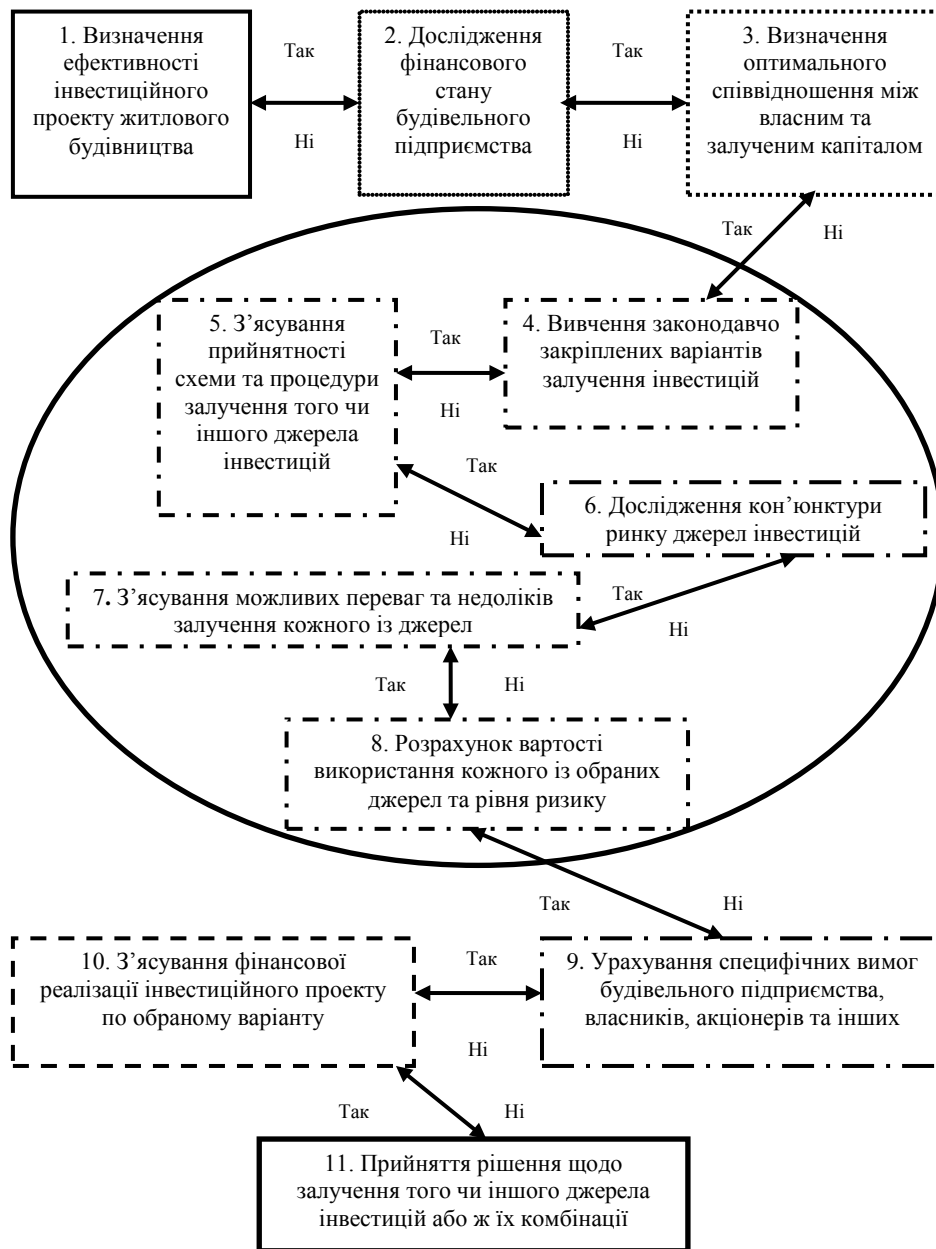 1. Визначення
ефективності
інвестиційного
проекту житлового
будівництва
Так
Ні
2. Дослідження
фінансового
стану
будівельного
підприємства
Так
Ні
3. Визначення
оптимального
співвідношення між
власним та
залученим капіталом
Так
Ні
4. Вивчення законодавчо
закріплених варіантів
залучення інвестицій
Так
Ні
5. З’ясування
прийнятності
схеми та процедури
залучення того чи
іншого джерела
інвестицій
Так
Ні
6. Дослідження кон’юнктури
ринку джерел інвестицій
Так
Ні
7. З’ясування можливих переваг та недоліків
залучення кожного із джерел
Так
Ні
8. Розрахунок вартості
використання кожного із обраних
джерел та рівня ризику
Так
Ні
9. Урахування специфічних вимог
будівельного підприємства,
власників, акціонерів та інших
Так
Ні
10. З’ясування фінансової
реалізації інвестиційного проекту
по обраному варіанту
Так
Ні
11. Прийняття рішення щодо
залучення того чи іншого джерела
інвестицій або ж їх комбінації